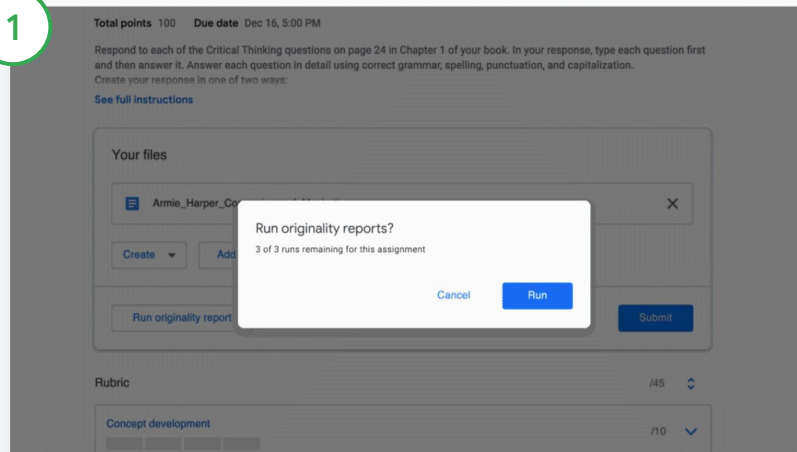 1
Total points 100 Due date Dec 16, 5:00 PM
Respond to each of the Critical Thinking questions on page 24 in Chapter 1 of your book. In your response, type each question first
and then answer it. Answer each question in detail using correct grammar, spelling, punctuation, and capitalization.
Create your response in one of two ways:
See full instructions
Your files
Armie_Harper_Co
Create Add
Run originality reports?
3 of 3 runs remaining for this assignment
Cancel Run
Run originality report
Submit
Rubric /45
Concept development /10